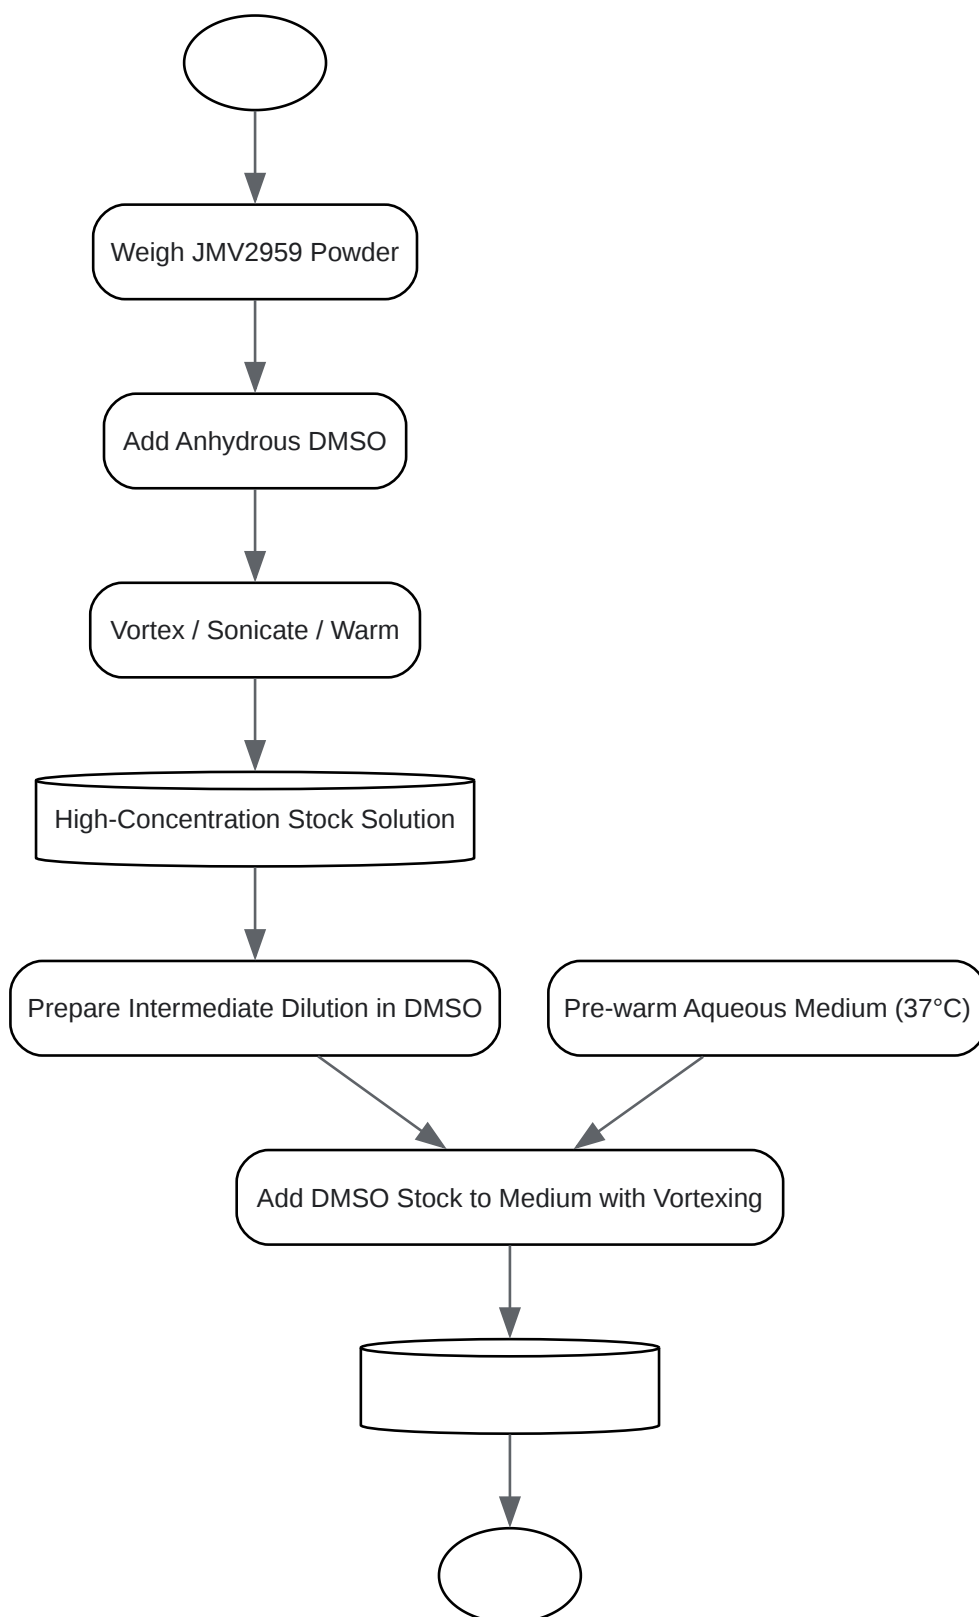 Weigh JMV2959 Powder
Add Anhydrous DMSO
Vortex / Sonicate / Warm
High-Concentration Stock Solution
Prepare Intermediate Dilution in DMSO
Pre-warm Aqueous Medium (37°C)
Add DMSO Stock to Medium with Vortexing